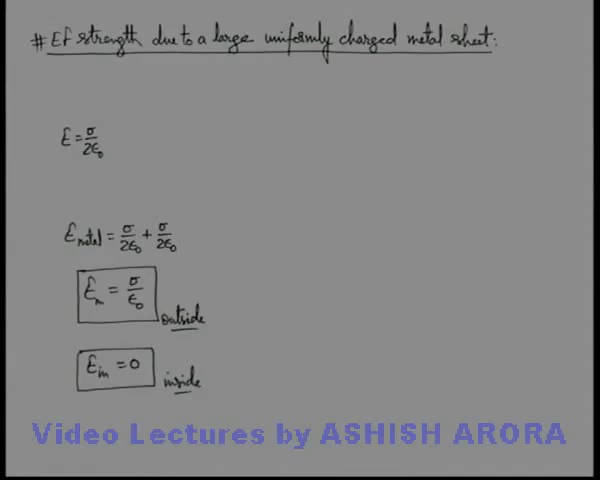 # EF strength due to a large uniformly charged metal sheet:
E = σ/2ε₀
E_metal = σ/2ε₀ + σ/2ε₀
E_m = σ/ε₀ outside
E_in = 0 inside
Video Lectures by ASHISH ARORA